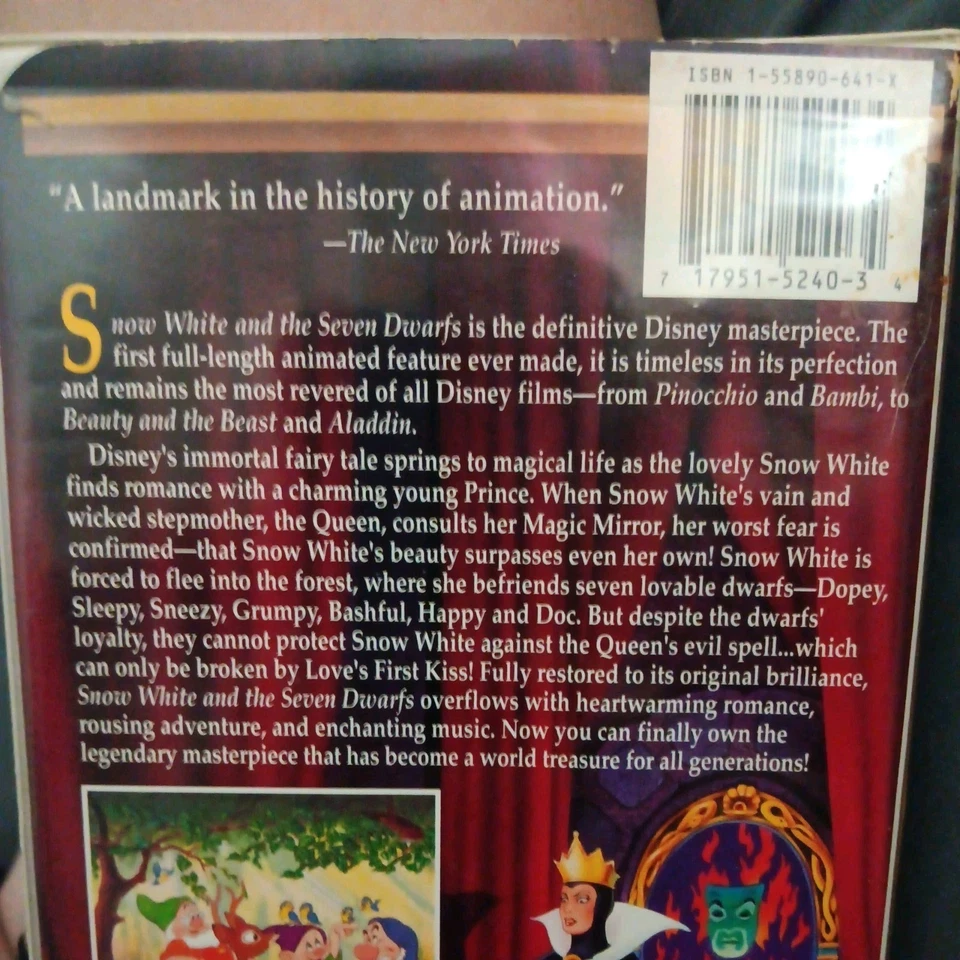 ISBN 1-55890-641-X
7 17951-5240-3 4
“A landmark in the history of animation.”
—The New York Times
Snow White and the Seven Dwarfs is the definitive Disney masterpiece. The
first full-length animated feature ever made, it is timeless in its perfection
and remains the most revered of all Disney films—from Pinocchio and Bambi, to
Beauty and the Beast and Aladdin.
Disney's immortal fairy tale springs to magical life as the lovely Snow White
finds romance with a charming young Prince. When Snow White's vain and
wicked stepmother, the Queen, consults her Magic Mirror, her worst fear is
confirmed—that Snow White's beauty surpasses even her own! Snow White is
forced to flee into the forest, where she befriends seven lovable dwarfs—Dopey,
Sleepy, Sneezy, Grumpy, Bashful, Happy and Doc. But despite the dwarfs'
loyalty, they cannot protect Snow White against the Queen's evil spell...which
can only be broken by Love's First Kiss! Fully restored to its original brilliance,
Snow White and the Seven Dwarfs overflows with heartwarming romance,
rousing adventure, and enchanting music. Now you can finally own the
legendary masterpiece that has become a world treasure for all generations!